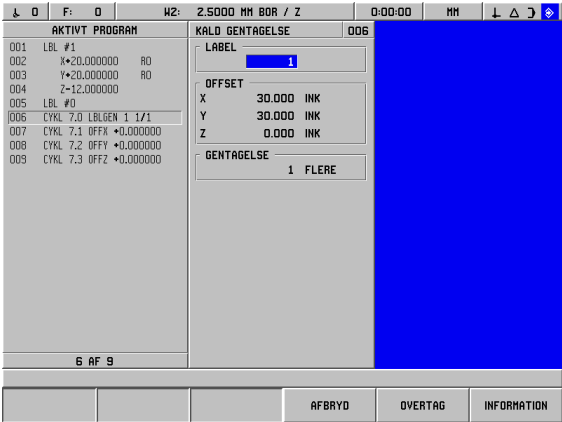 0 F: 0 W2: 2.5000 MM BOR / Z 0:00:00 MM
AKTIVT PROGRAM
001 LBL #1
002 X+20.000000 R0
003 Y+20.000000 R0
004 Z-12.000000
005 LBL #0
006 CYKL 7.0 LBLGEN 1 1/1
007 CYKL 7.1 OFFX +0.000000
008 CYKL 7.2 OFFY +0.000000
009 CYKL 7.3 OFFZ +0.000000
6 AF 9
KALD GENTAGELSE 006
LABEL
1
OFFSET
X 30.000 INK
Y 30.000 INK
Z 0.000 INK
GENTAGELSE
1 FLERE
AFBRYD OVERTAG INFORMATION